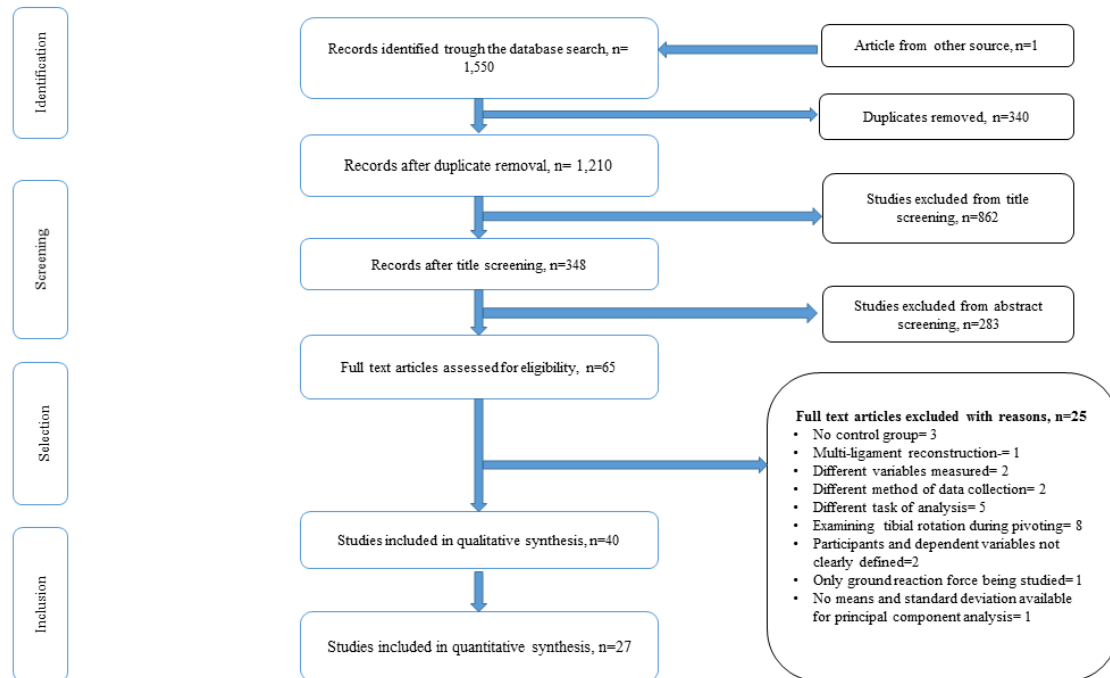 Identification
Records identified trough the database search, n=
1,550
Article from other source, n=1
Duplicates removed, n=340
Records after duplicate removal, n= 1,210
Screening
Studies excluded from title
screening, n=862
Records after title screening, n=348
Studies excluded from abstract
screening, n=283
Full text articles assessed for eligibility, n=65
Selection
Full text articles excluded with reasons, n=25
• No control group= 3
• Multi-ligament reconstruction-= 1
• Different variables measured= 2
• Different method of data collection= 2
• Different task of analysis= 5
• Examining tibial rotation during pivoting= 8
• Participants and dependent variables not
clearly defined=2
• Only ground reaction force being studied= 1
• No means and standard deviation available
for principal component analysis= 1
Studies included in qualitative synthesis, n=40
Inclusion
Studies included in quantitative synthesis, n=27